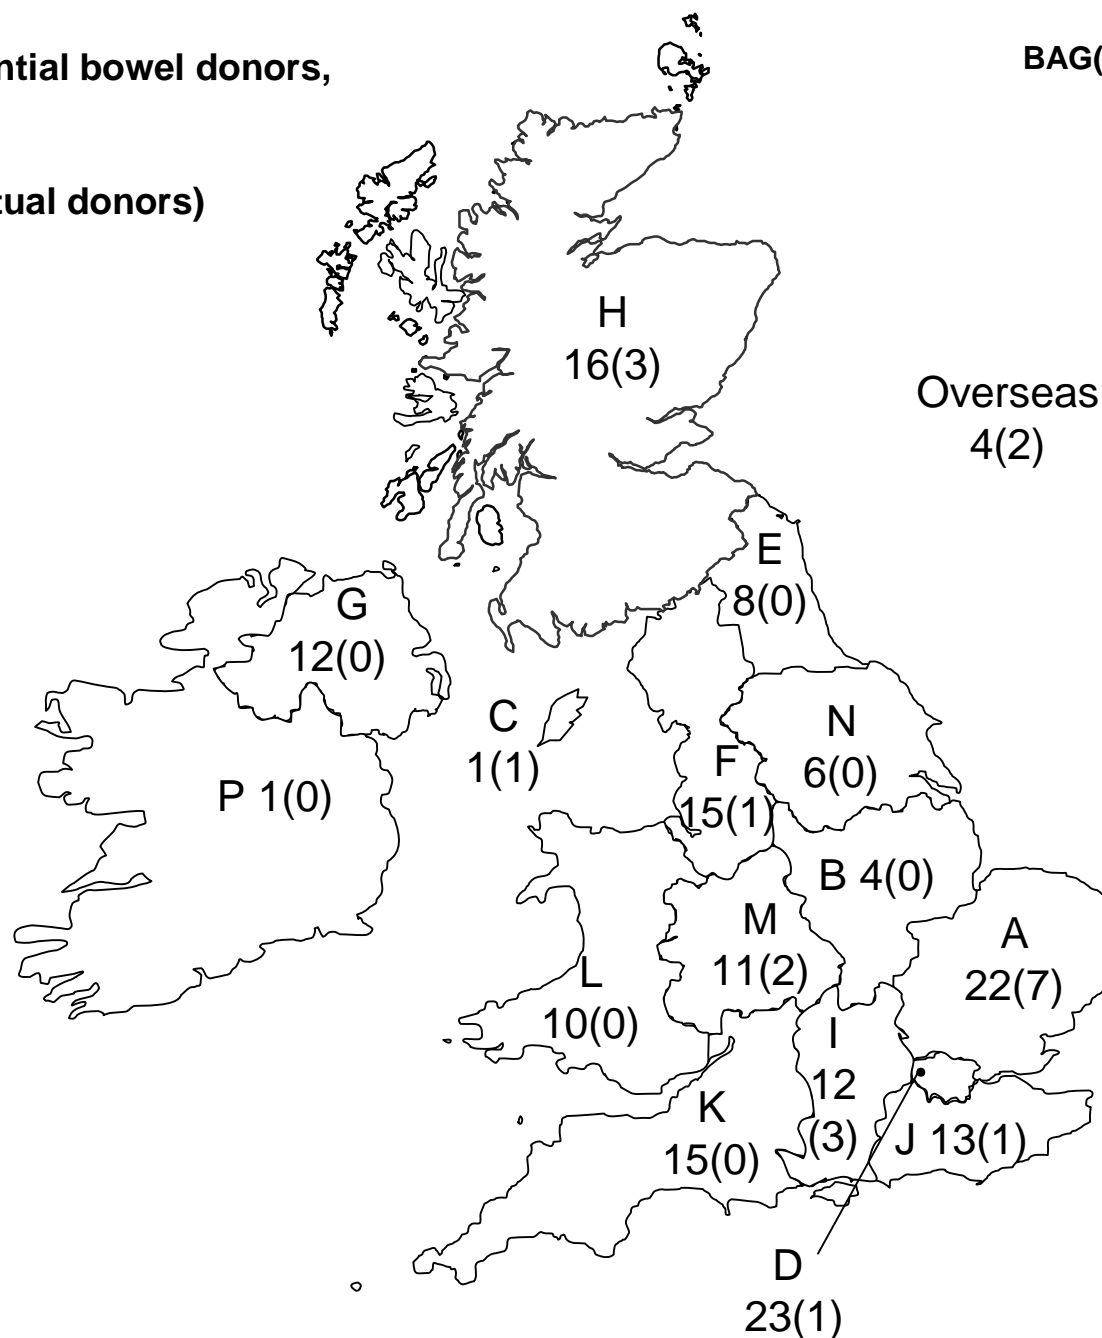 ntial bowel donors,
BAG(
tual donors)
H
16(3)
Overseas
4(2)
E
8(0)
G
12(0)
C
1(1)
N
6(0)
F
15(1)
P 1(0)
B 4(0)
M
11(2)
A
22(7)
L
10(0)
I
12
(3)
K
15(0)
J 13(1)
D
23(1)